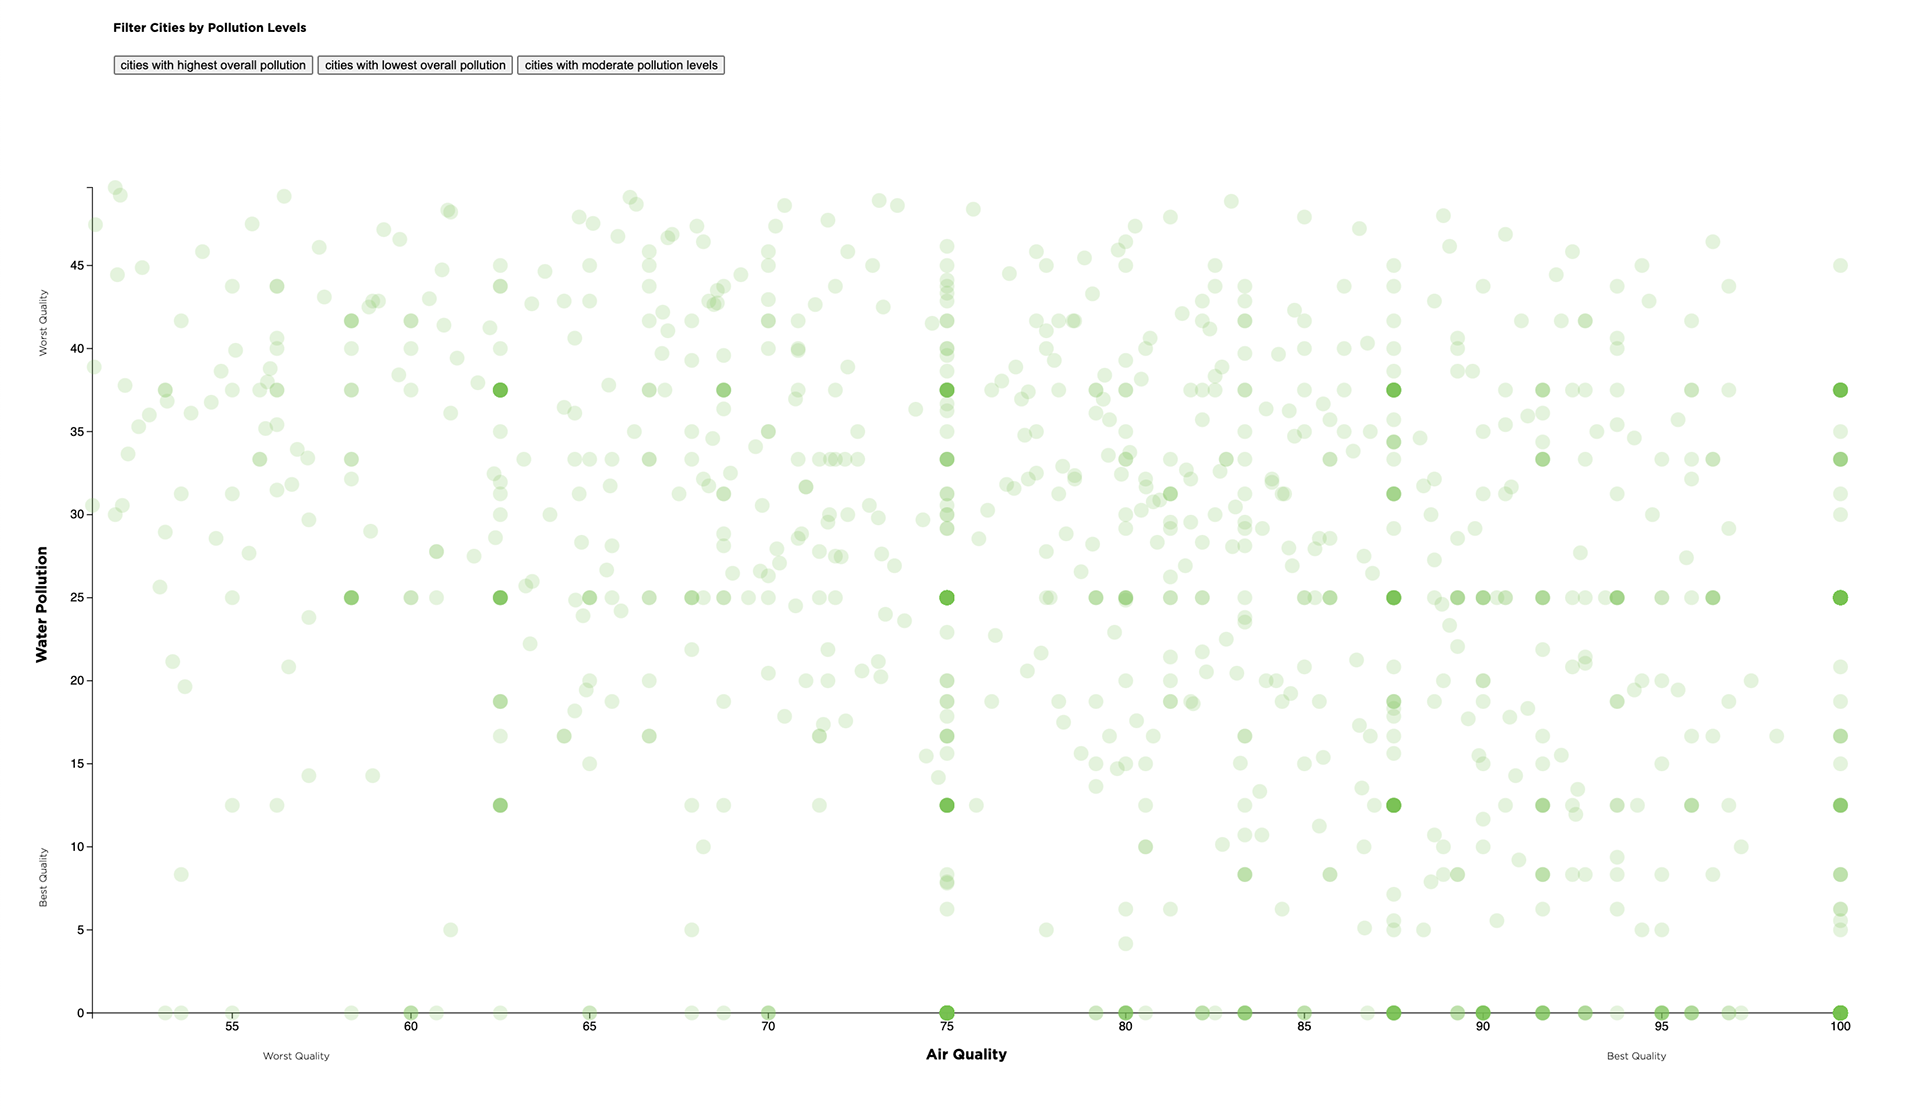 Filter Cities by Pollution Levels
cities with highest overall pollution
cities with lowest overall pollution
cities with moderate pollution levels
Worst Quality
Water Pollution
Best Quality
45
40
35
30
25
20
15
10
5
0
55 60 65 70 75 80 85 90 95 100
Worst Quality
Air Quality
Best Quality